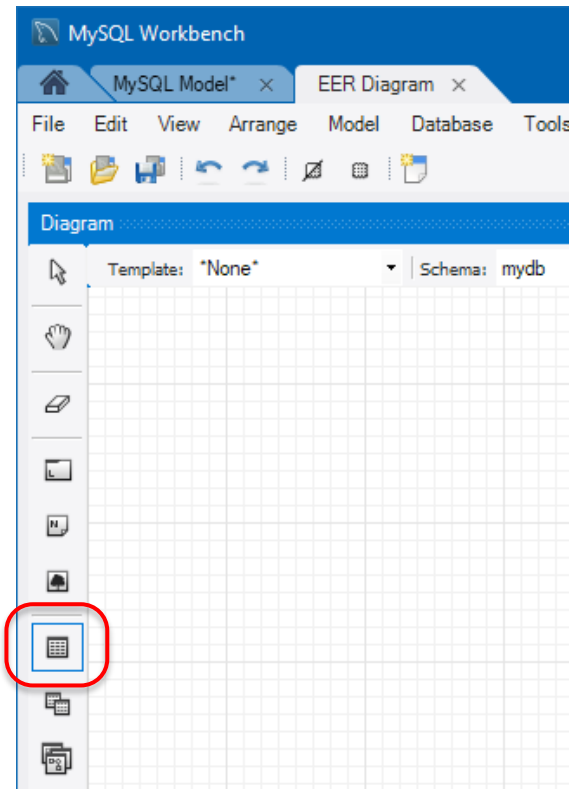 MySQL Workbench
MySQL Model* × EER Diagram ×
File Edit View Arrange Model Database Tools
Diagram
Template: *None* Schema: mydb
L
N